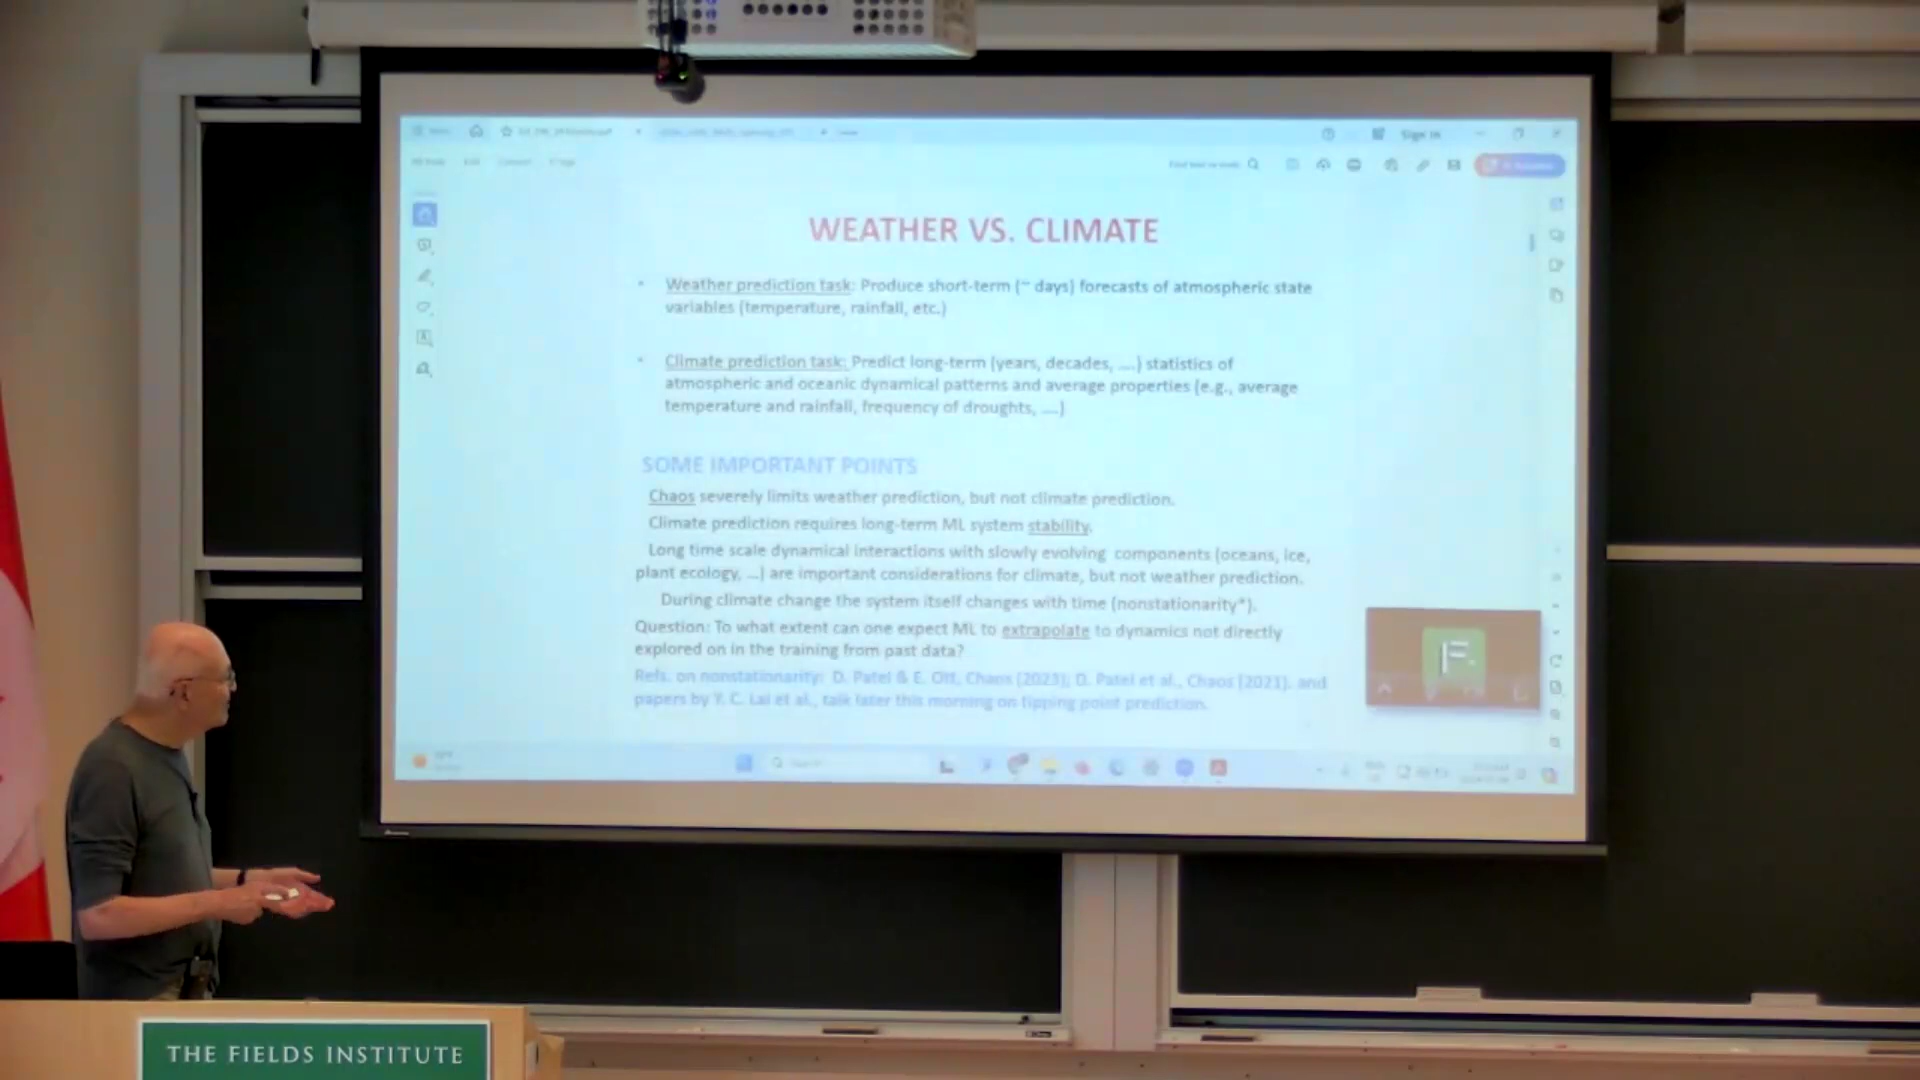 Sign in
WEATHER VS. CLIMATE
• Weather prediction task: Produce short-term (~ days) forecasts of atmospheric state
variables (temperature, rainfall, etc.)
• Climate prediction task: Predict long-term (years, decades, ....) statistics of
atmospheric and oceanic dynamical patterns and average properties (e.g., average
temperature and rainfall, frequency of droughts, ....)
SOME IMPORTANT POINTS
Chaos severely limits weather prediction, but not climate prediction.
Climate prediction requires long-term ML system stability.
Long time scale dynamical interactions with slowly evolving components (oceans, ice,
plant ecology, ...) are important considerations for climate, but not weather prediction.
During climate change the system itself changes with time (nonstationarity*).
Question: To what extent can one expect ML to extrapolate to dynamics not directly
explored on in the training from past data?
Refs. on nonstationnarity: D. Patel & E. Ott, Chaos (2023); D. Patel et al., Chaos (2021). and
papers by Y. C. Lai et al., talk later this morning on tipping point prediction.
THE FIELDS INSTITUTE